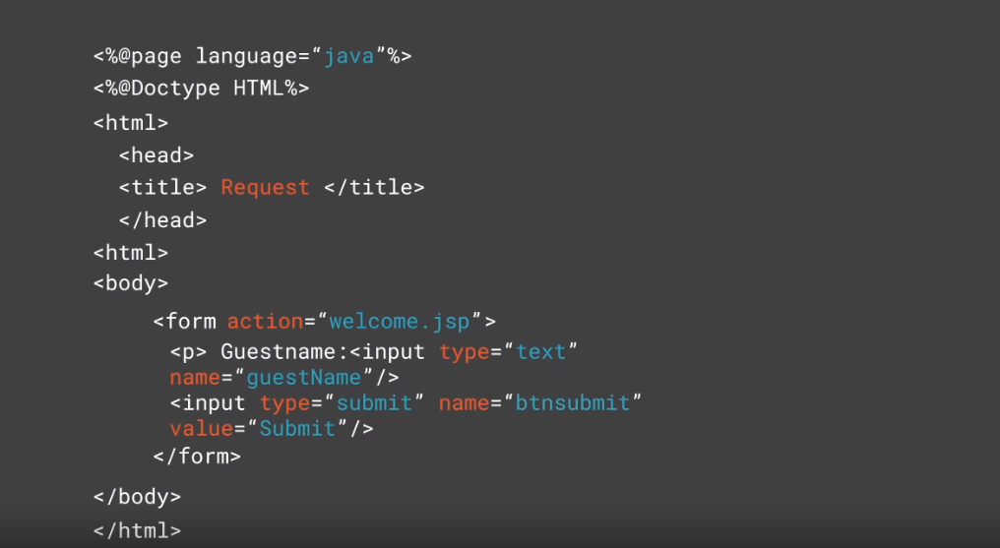 <%@page language=“java”%>
<%@Doctype HTML%>
<html>
<head>
<title> Request </title>
</head>
<html>
<body>
<form action=“welcome.jsp”>
<p> Guestname:<input type=“text”
name=“guestName”/>
<input type=“submit” name=“btnsubmit”
value=“Submit”/>
</form>
</body>
</html>